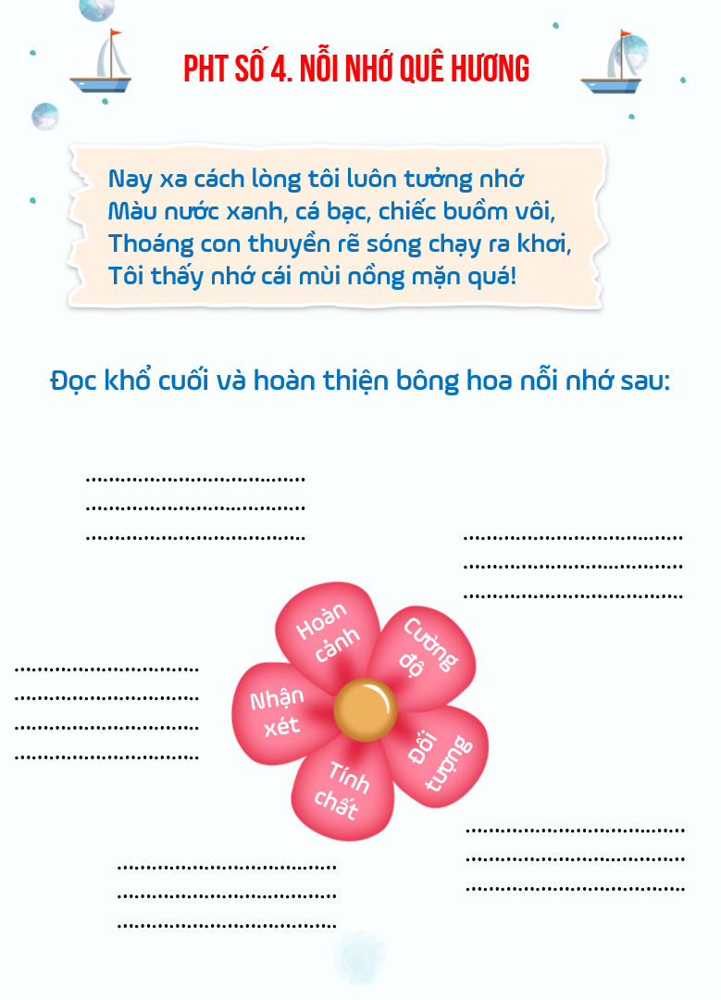 PHT SỐ 4. NỖI NHỚ QUÊ HƯƠNG
Nay xa cách lòng tôi luôn tưởng nhớ
Màu nước xanh, cá bạc, chiếc buồm vôi,
Thoáng con thuyền rẽ sóng chạy ra khơi,
Tôi thấy nhớ cái mùi nồng mặn quá!
Đọc khổ cuối và hoàn thiện bông hoa nỗi nhớ sau:
Hoàn
cảnh
Cường
độ
Đối
tượng
Tính
chất
Nhận
xét